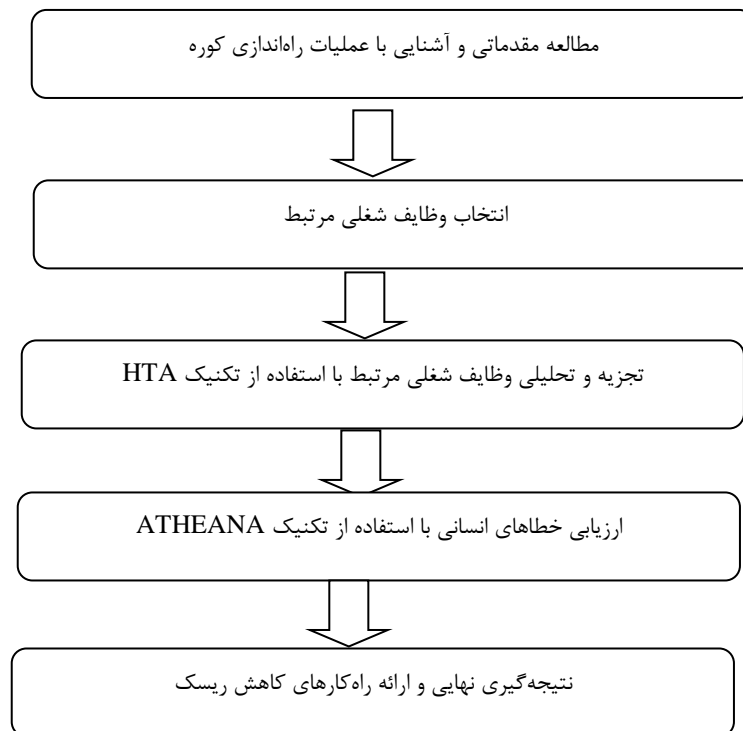 مطالعه مقدماتی و آشنایی با عملیات راه‌اندازی کوره
انتخاب وظایف شغلی مرتبط
تجزیه و تحلیلی وظایف شغلی مرتبط با استفاده از تکنیک HTA
ارزیابی خطاهای انسانی با استفاده از تکنیک ATHEANA
نتیجه‌گیری نهایی و ارائه راه‌کارهای کاهش ریسک